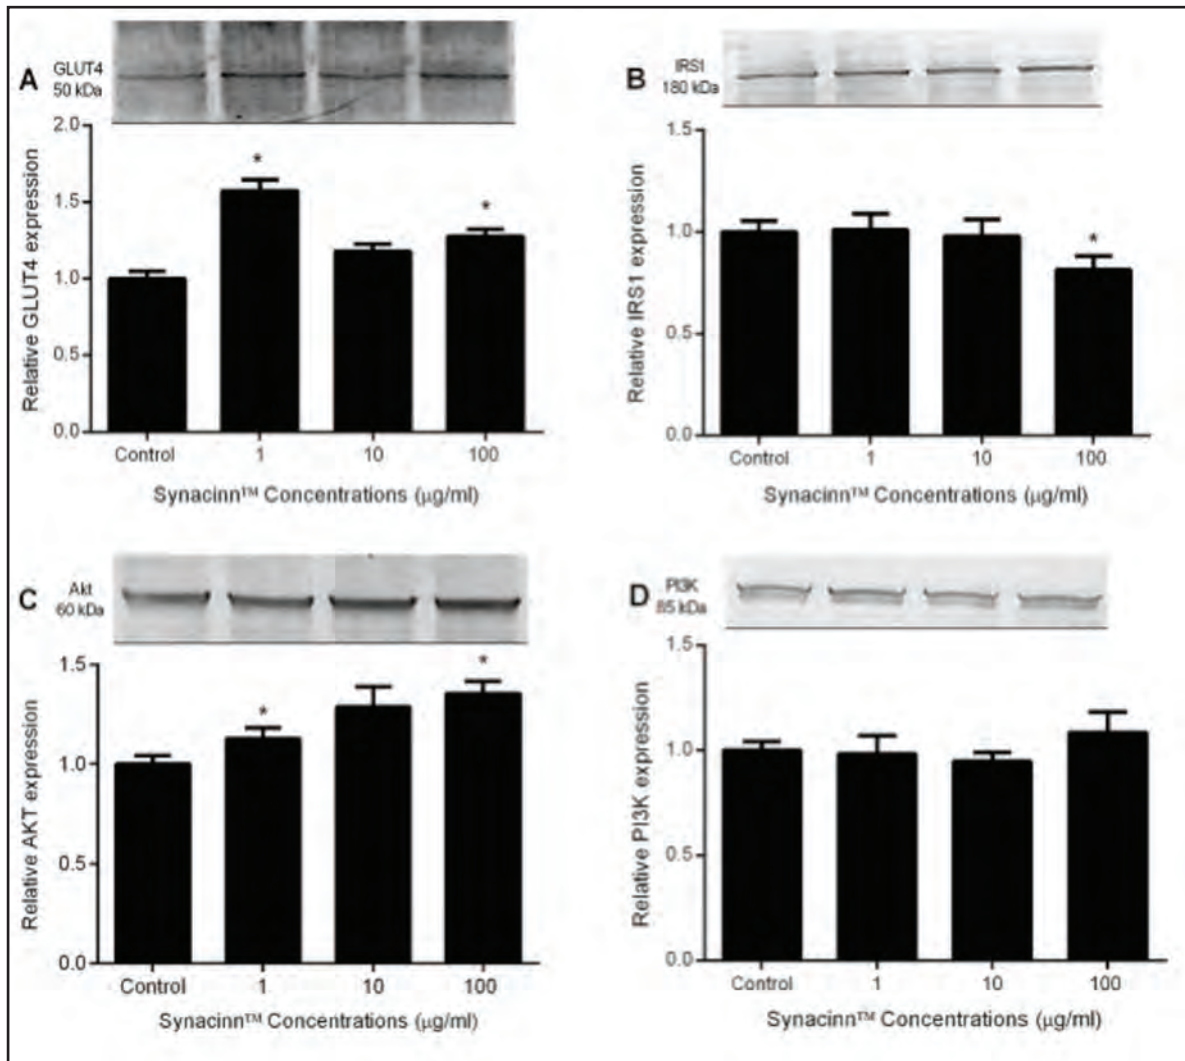 A
GLUT4
50 kDa
Relative GLUT4 expression
2.0
1.5
1.0
0.5
0.0
*
*
Control 1 10 100
Synacinn™ Concentrations (µg/ml)
B
IRS1
180 kDa
Relative IRS1 expression
1.5
1.0
0.5
0.0
*
Control 1 10 100
Synacinn™ Concentrations (µg/ml)
C
Akt
60 kDa
Relative AKT expression
1.5
1.0
0.5
0.0
*
*
Control 1 10 100
Synacinn™ Concentrations (µg/ml)
D
PI3K
85 kDa
Relative PI3K expression
1.5
1.0
0.5
0.0
Control 1 10 100
Synacinn™ Concentrations (µg/ml)